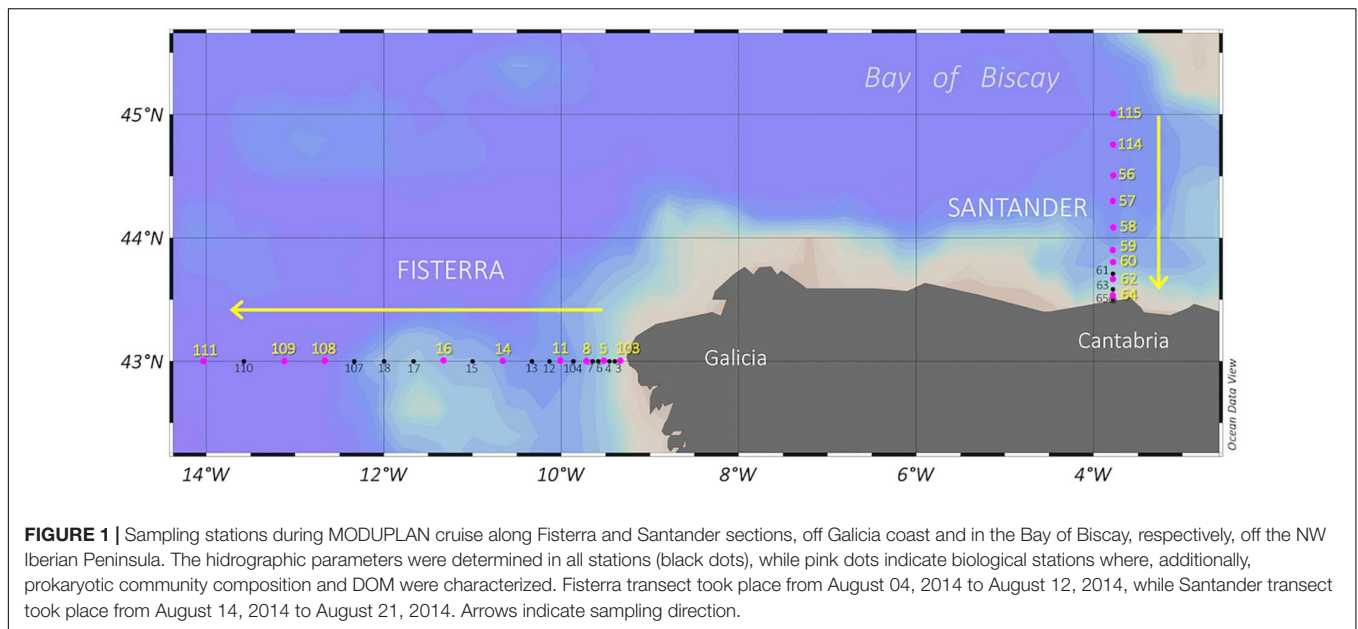 Bay of Biscay
45°N
115
114
56
SANTANDER
57
58
44°N
59
60
61
62
63
64
65
FISTERRA
Cantabria
111 109 108 16 14 11 8 5 103
43°N
110 107 18 17 15 13 12 104 7 6 4 3
Galicia
Ocean Data View
14°W 12°W 10°W 8°W 6°W 4°W
FIGURE 1 | Sampling stations during MODUPLAN cruise along Fisterra and Santander sections, off Galicia coast and in the Bay of Biscay, respectively, off the NW
Iberian Peninsula. The hidrographic parameters were determined in all stations (black dots), while pink dots indicate biological stations where, additionally,
prokaryotic community composition and DOM were characterized. Fisterra transect took place from August 04, 2014 to August 12, 2014, while Santander transect
took place from August 14, 2014 to August 21, 2014. Arrows indicate sampling direction.